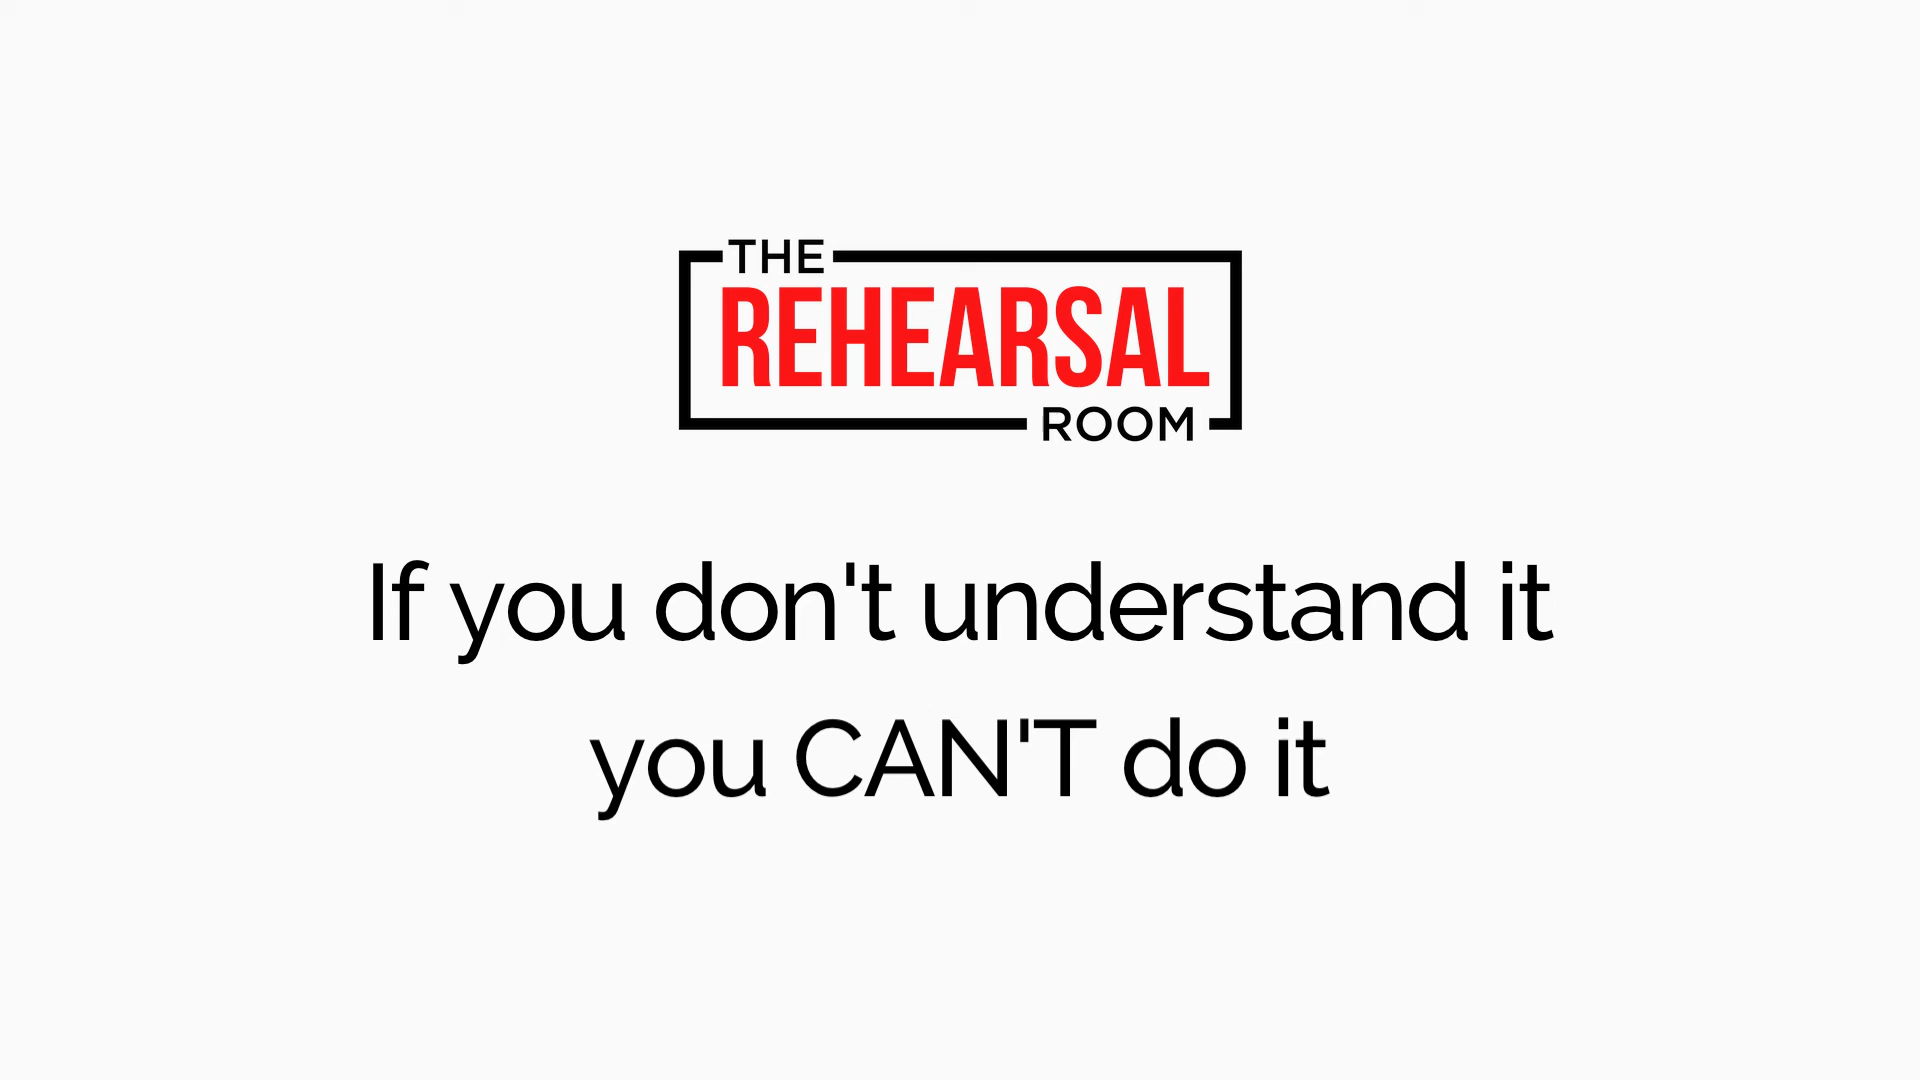 THE
REHEARSAL
ROOM
If you don't understand it
you CAN'T do it